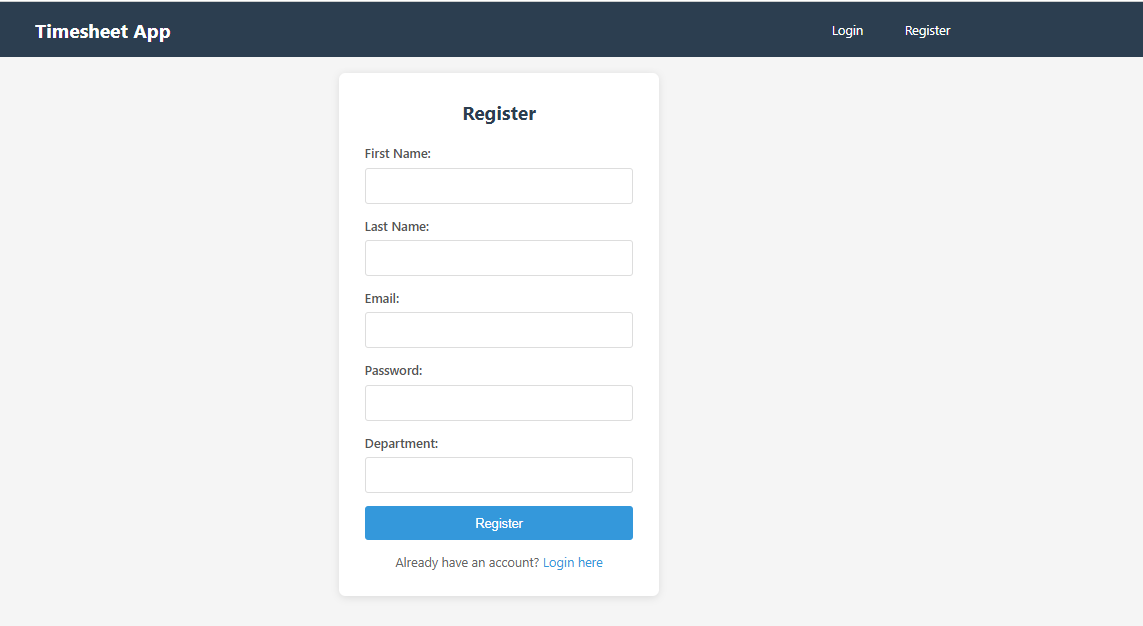 Timesheet App
Login
Register
Register
First Name:
Last Name:
Email:
Password:
Department:
Register
Already have an account? Login here